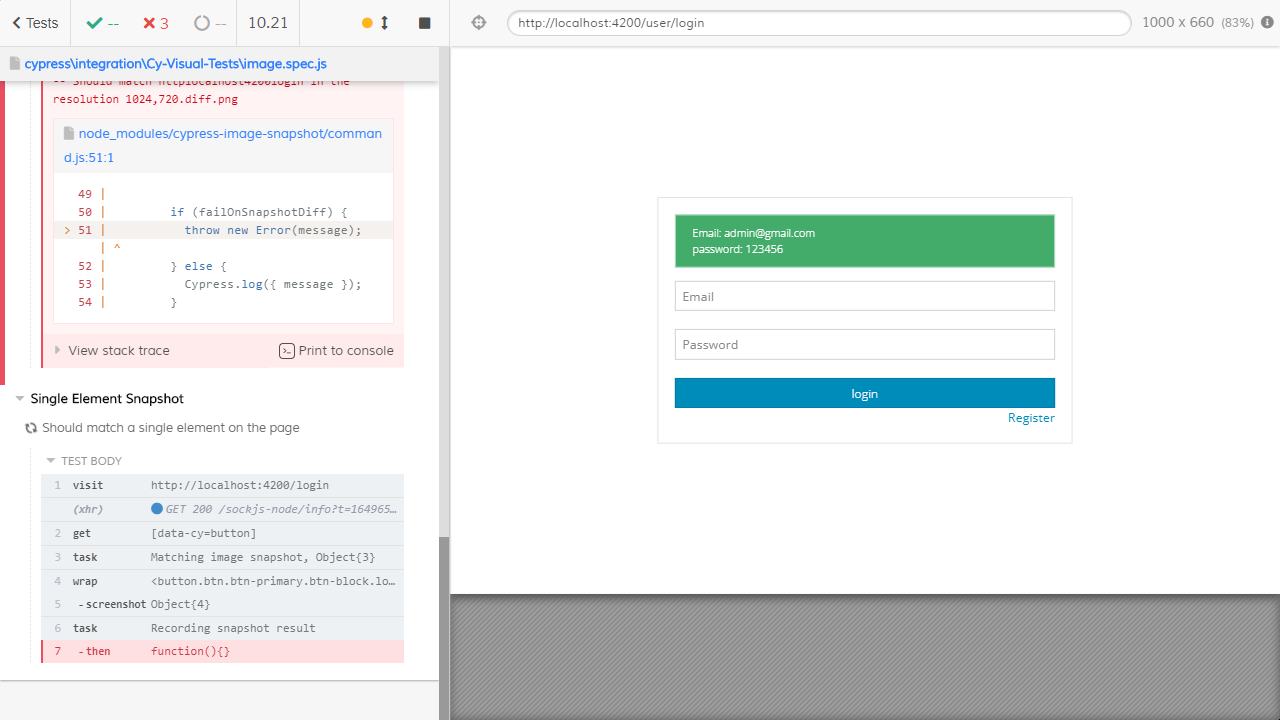 Tests
--
3
--
10.21
http://localhost:4200/user/login
1000 x 660 (83%)
cypress\integration\Cy-Visual-Tests\image.spec.js
-- Should match httplocalhost4200login in the
resolution 1024,720.diff.png
node_modules/cypress-image-snapshot/comman
d.js:51:1
49 |
50 | if (failOnSnapshotDiff) {
> 51 | throw new Error(message);
| ^
52 | } else {
53 | Cypress.log({ message });
54 | }
View stack trace
Print to console
Single Element Snapshot
Should match a single element on the page
TEST BODY
1 visit http://localhost:4200/login
(xhr) GET 200 /sockjs-node/info?t=164965…
2 get [data-cy=button]
3 task Matching image snapshot, Object{3}
4 wrap <button.btn.btn-primary.btn-block.lo…
5 -screenshot Object{4}
6 task Recording snapshot result
7 -then function(){}
Email: admin@gmail.com
password: 123456
Email
Password
login
Register